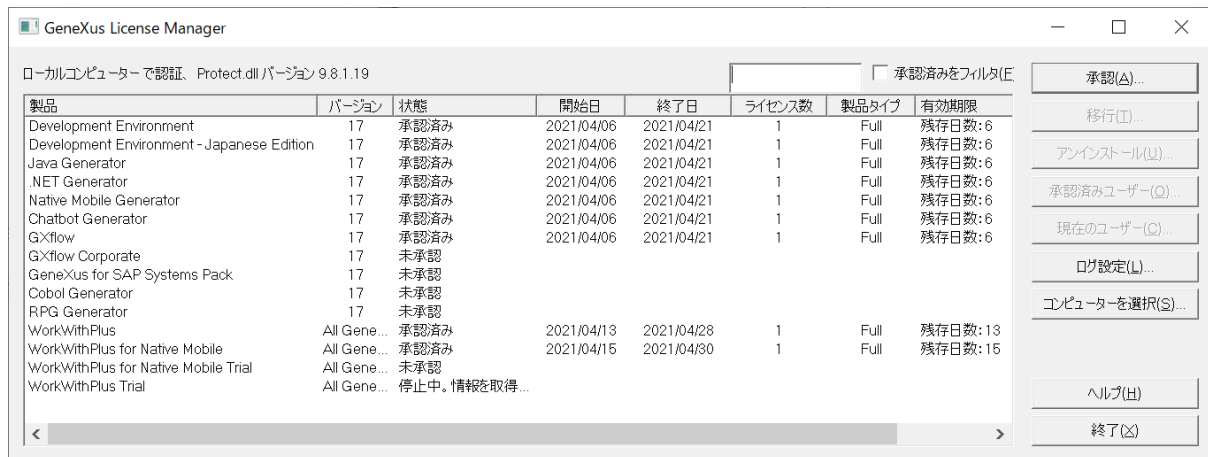 GeneXus License Manager
ローカルコンピューターで認証、Protect.dll バージョン 9.8.1.19
承認済みをフィルタ(F
承認(A)...
製品 バージョン 状態 開始日 終了日 ライセンス数 製品タイプ 有効期限
Development Environment 17 承認済み 2021/04/06 2021/04/21 1 Full 残存日数:6
移行(T)...
Development Environment - Japanese Edition 17 承認済み 2021/04/06 2021/04/21 1 Full 残存日数:6
Java Generator 17 承認済み 2021/04/06 2021/04/21 1 Full 残存日数:6
アンインストール(U)...
.NET Generator 17 承認済み 2021/04/06 2021/04/21 1 Full 残存日数:6
Native Mobile Generator 17 承認済み 2021/04/06 2021/04/21 1 Full 残存日数:6
承認済みユーザー(O)...
Chatbot Generator 17 承認済み 2021/04/06 2021/04/21 1 Full 残存日数:6
GXflow 17 承認済み 2021/04/06 2021/04/21 1 Full 残存日数:6
現在のユーザー(C)...
GXflow Corporate 17 未承認
GeneXus for SAP Systems Pack 17 未承認
ログ設定(L)...
Cobol Generator 17 未承認
RPG Generator 17 未承認
コンピューターを選択(S)...
WorkWithPlus All Gene... 承認済み 2021/04/13 2021/04/28 1 Full 残存日数:13
WorkWithPlus for Native Mobile All Gene... 承認済み 2021/04/15 2021/04/30 1 Full 残存日数:15
WorkWithPlus for Native Mobile Trial All Gene... 未承認
WorkWithPlus Trial All Gene... 停止中。情報を取得...
ヘルプ(H)
終了(X)